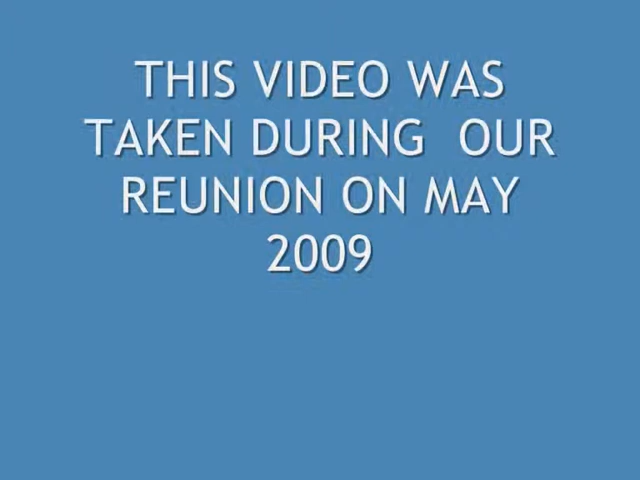 THIS VIDEO WAS
TAKEN DURING  OUR
REUNION ON MAY
2009